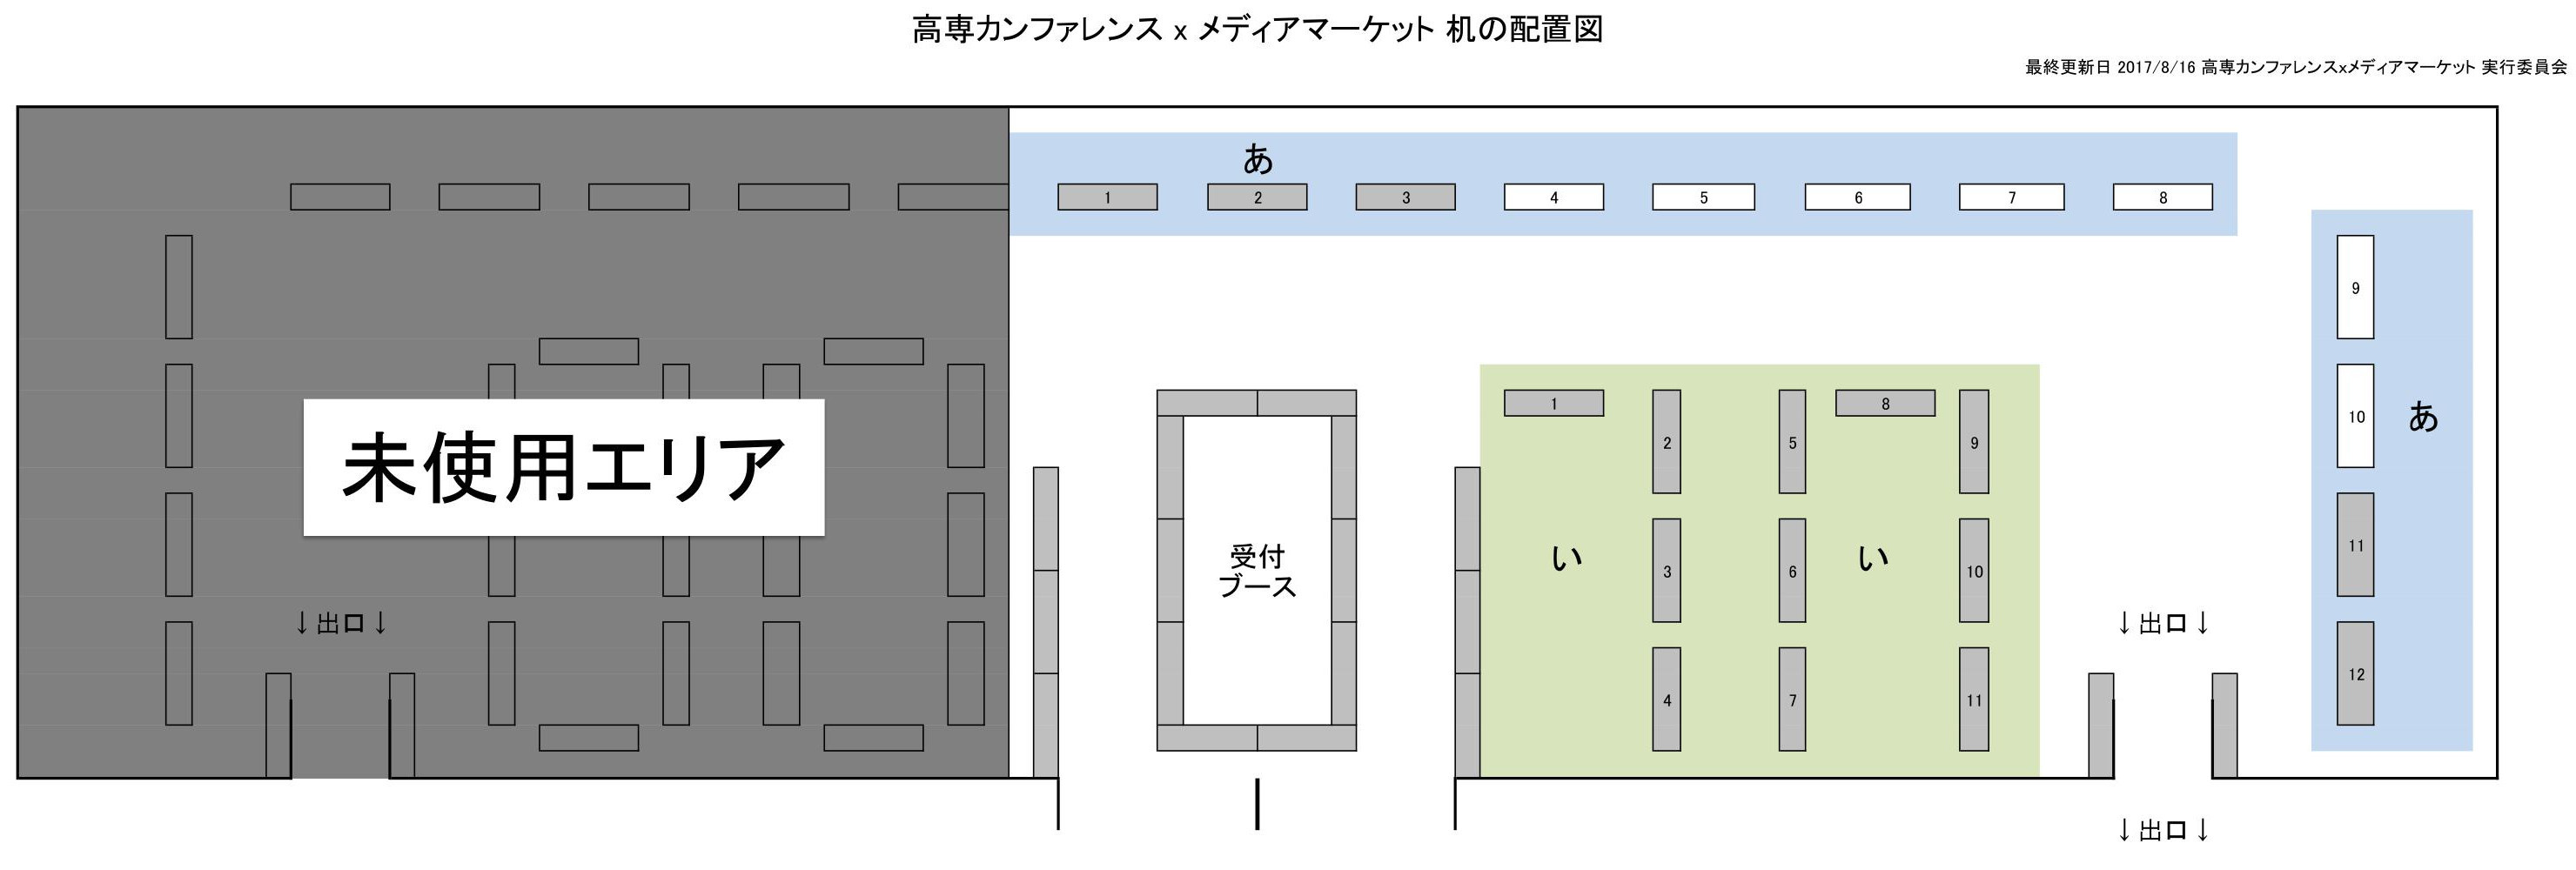 高専カンファレンス x メディアマーケット 机の配置図
最終更新日 2017/8/16 高専カンファレンスxメディアマーケット 実行委員会
あ
1 2 3 4 5 6 7 8
9
10
あ
11
12
未使用エリア
↓出口↓
受付
ブース
1
2
3
4
い
5
6
7
8
い
9
10
11
↓出口↓
↓出口↓